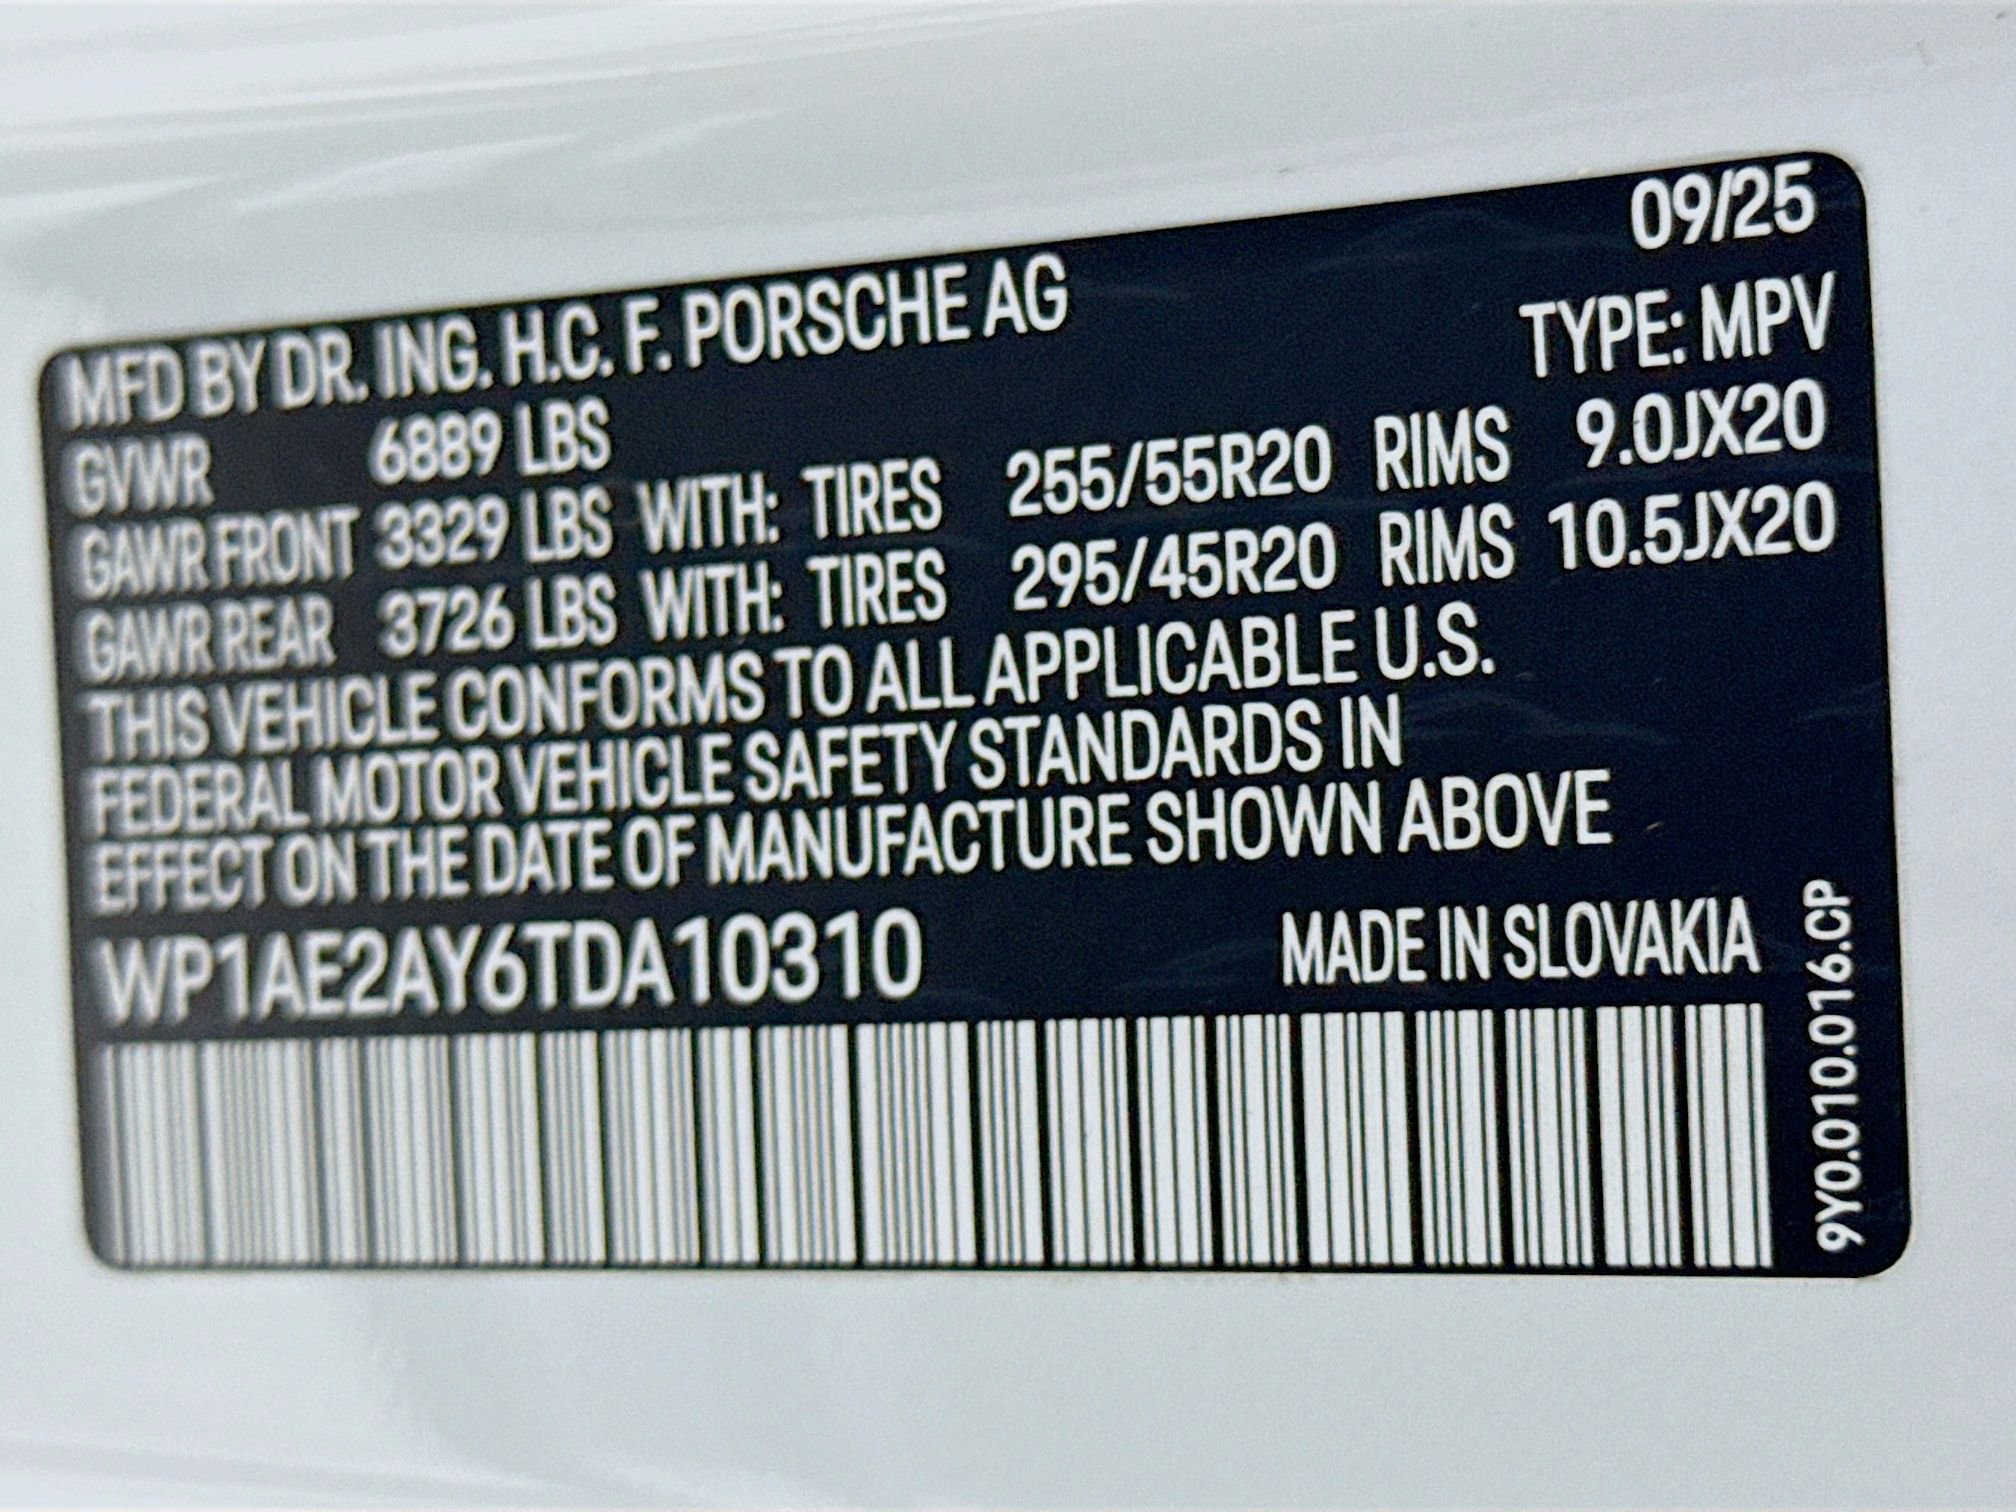 09/25
MFD BY DR. ING. H.C. F. PORSCHE AG
TYPE: MPV
GVWR 6889 LBS
GAWR FRONT 3329 LBS WITH: TIRES 255/55R20 RIMS 9.0JX20
GAWR REAR 3726 LBS WITH: TIRES 295/45R20 RIMS 10.5JX20
THIS VEHICLE CONFORMS TO ALL APPLICABLE U.S.
FEDERAL MOTOR VEHICLE SAFETY STANDARDS IN
EFFECT ON THE DATE OF MANUFACTURE SHOWN ABOVE
WP1AE2AY6TDA10310 MADE IN SLOVAKIA
9Y0.010.016.CP